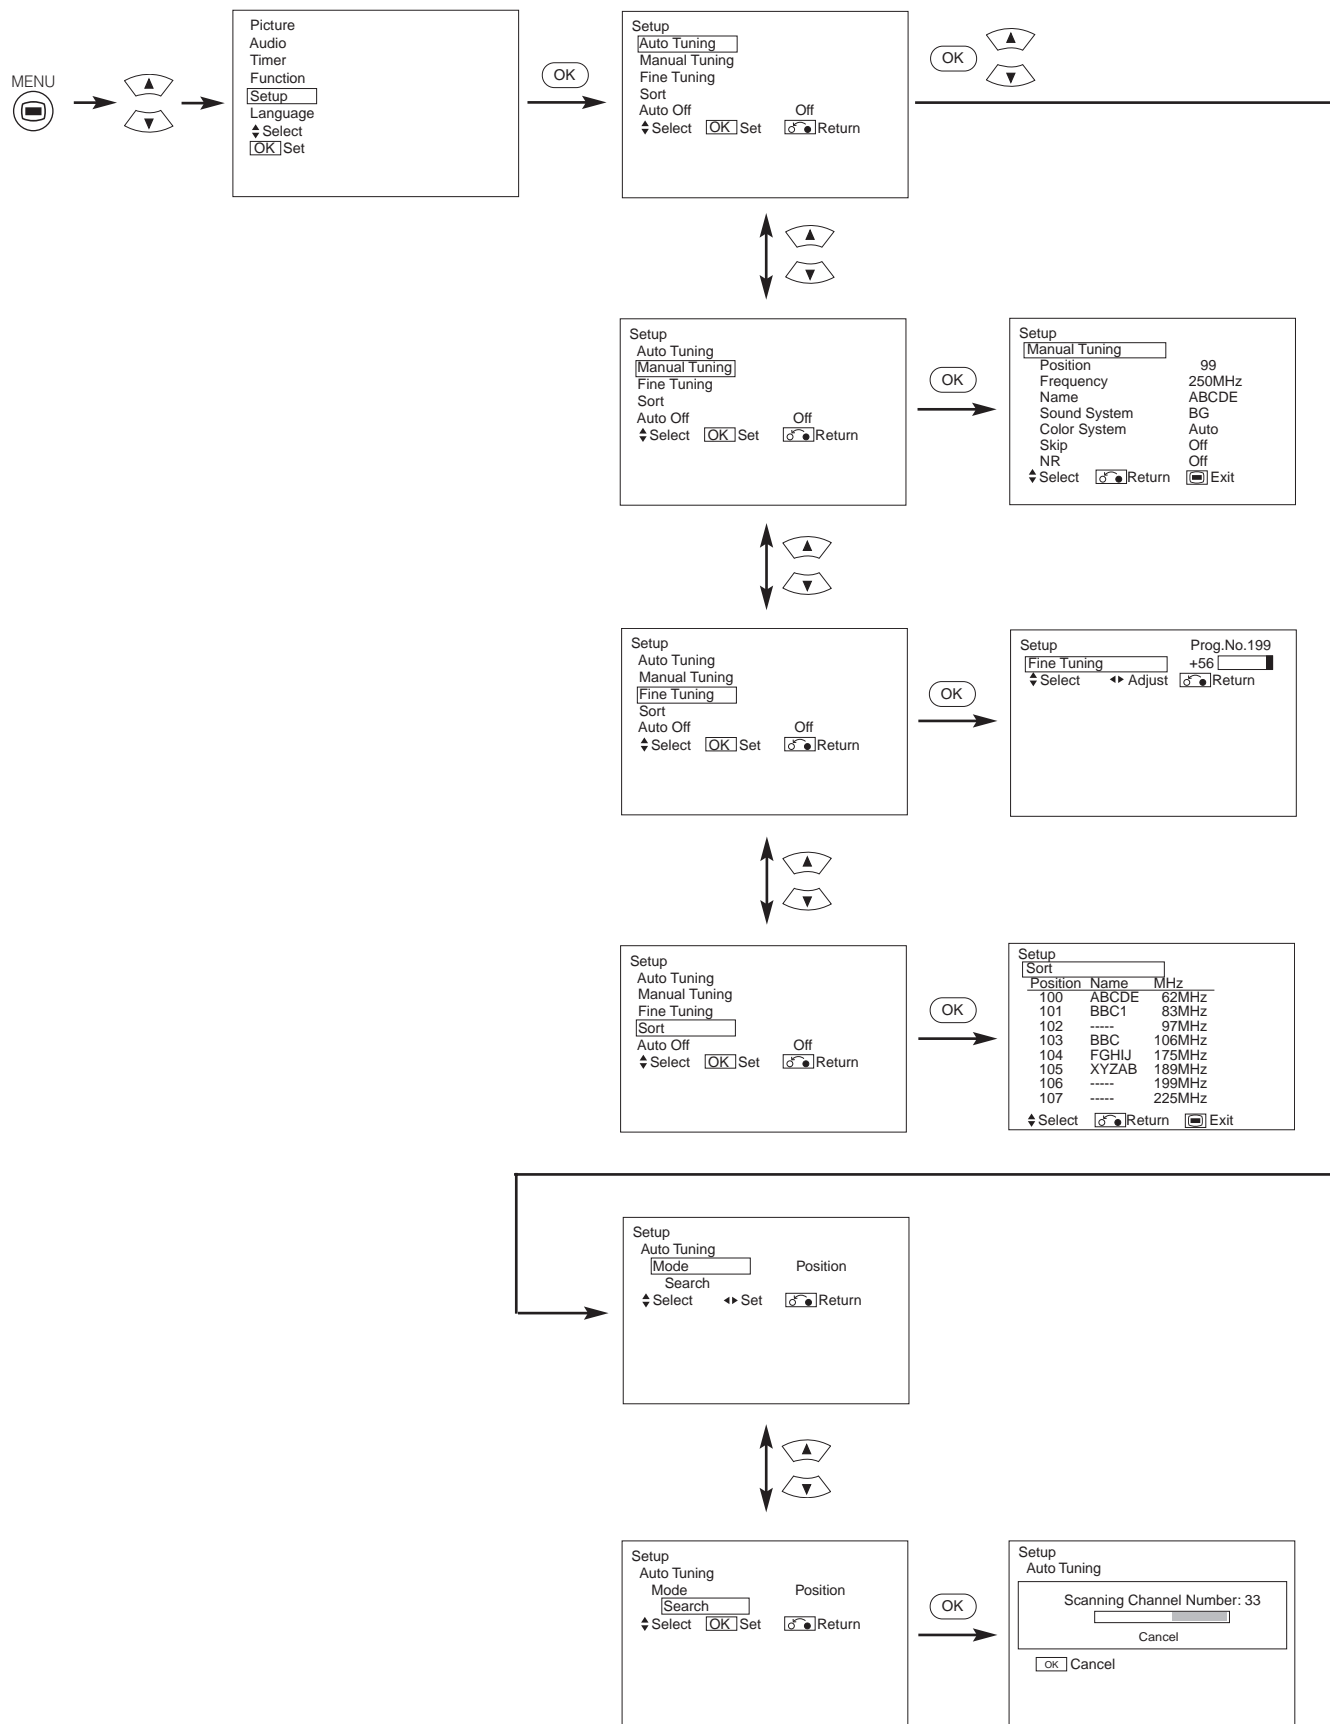 MENU
Picture
Audio
Timer
Function
Setup
Language
Select
OK Set
OK
Setup
Auto Tuning
Manual Tuning
Fine Tuning
Sort
Auto Off Off
Select OK Set Return
OK
Setup
Auto Tuning
Manual Tuning
Fine Tuning
Sort
Auto Off Off
Select OK Set Return
OK
Setup
Manual Tuning
Position 99
Frequency 250MHz
Name ABCDE
Sound System BG
Color System Auto
Skip Off
NR Off
Select Return Exit
Setup
Auto Tuning
Manual Tuning
Fine Tuning
Sort
Auto Off Off
Select OK Set Return
OK
Setup Prog.No.199
Fine Tuning +56
Select Adjust Return
Setup
Auto Tuning
Manual Tuning
Fine Tuning
Sort
Auto Off Off
Select OK Set Return
OK
Setup
Sort
Position Name MHz
100 ABCDE 62MHz
101 BBC1 83MHz
102 ----- 97MHz
103 BBC 106MHz
104 FGHIJ 175MHz
105 XYZAB 189MHz
106 ----- 199MHz
107 ----- 225MHz
Select Return Exit
Setup
Auto Tuning
Mode Position
Search
Select Set Return
Setup
Auto Tuning
Mode Position
Search
Select OK Set Return
OK
Setup
Auto Tuning
Scanning Channel Number: 33
Cancel
OK Cancel